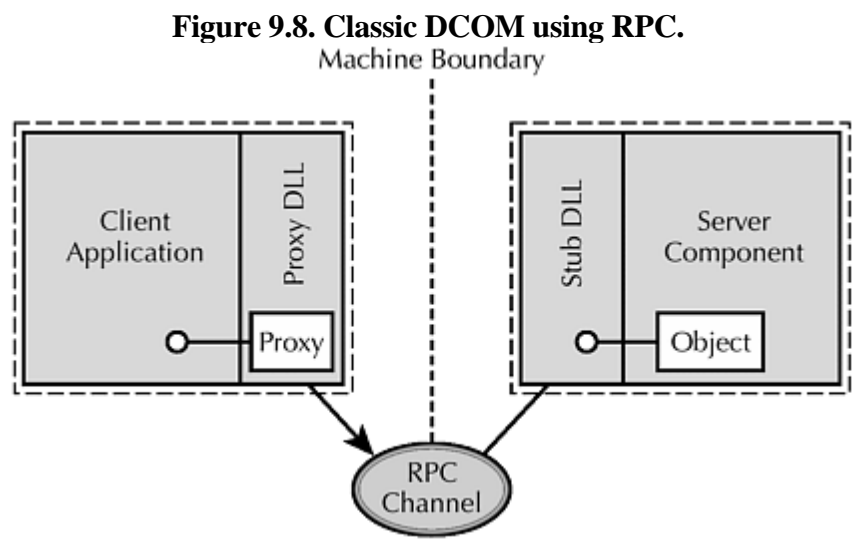 Figure 9.8. Classic DCOM using RPC.
Machine Boundary
Client
Application
Proxy DLL
Proxy
Stub DLL
Server
Component
Object
RPC
Channel